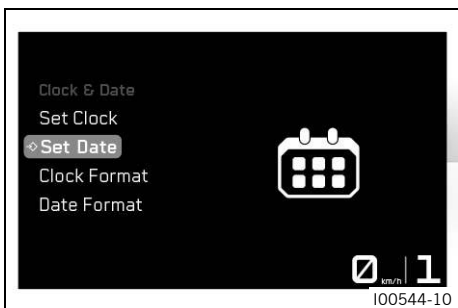 Clock & Date
Set Clock
Set Date
Clock Format
Date Format
0 km/h 1
I00544-10